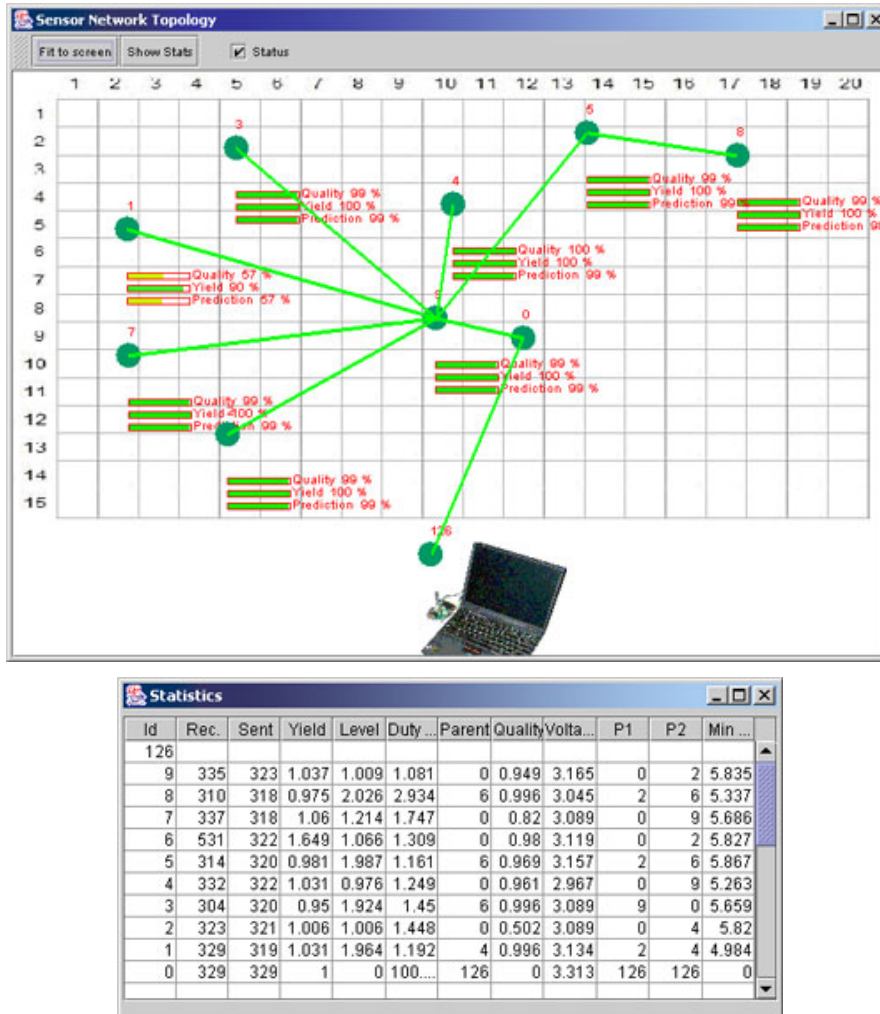 Sensor Network Topology
Fit to screen Show Stats Status
1 2 3 4 5 6 7 8 9 10 11 12 13 14 15 16 17 18 19 20
1
2
3
4
5
6
7
8
9
10
11
12
13
14
15
3
5
8
4
1
Quality 99 %
Yield 100 %
Prediction 99 %
Quality 99 %
Yield 100 %
Prediction 99 %
Quality 99 %
Yield 100 %
Quality 100 %
Yield 100 %
Prediction 99 %
Quality 57 %
Yield 90 %
Prediction 57 %
0
7
Quality 99 %
Yield 100 %
Prediction 99 %
Quality 99 %
Yield 100 %
Prediction 99 %
Quality 99 %
Yield 100 %
Prediction 99 %
126
Statistics
Id Rec. Sent Yield Level Duty ... Parent Quality Volta... P1 P2 Min ...
126
9 335 323 1.037 1.009 1.081 0 0.949 3.165 0 2 5.835
8 310 318 0.975 2.026 2.934 6 0.996 3.045 2 6 5.337
7 337 318 1.06 1.214 1.747 0 0.82 3.089 0 9 5.686
6 531 322 1.649 1.066 1.309 0 0.98 3.119 0 2 5.827
5 314 320 0.981 1.987 1.161 6 0.969 3.157 2 6 5.867
4 332 322 1.031 0.976 1.249 0 0.961 2.967 0 9 5.263
3 304 320 0.95 1.924 1.45 6 0.996 3.089 9 0 5.659
2 323 321 1.006 1.006 1.448 0 0.502 3.089 0 4 5.82
1 329 319 1.031 1.964 1.192 4 0.996 3.134 2 4 4.984
0 329 329 1 0 100.... 126 0 3.313 126 126 0